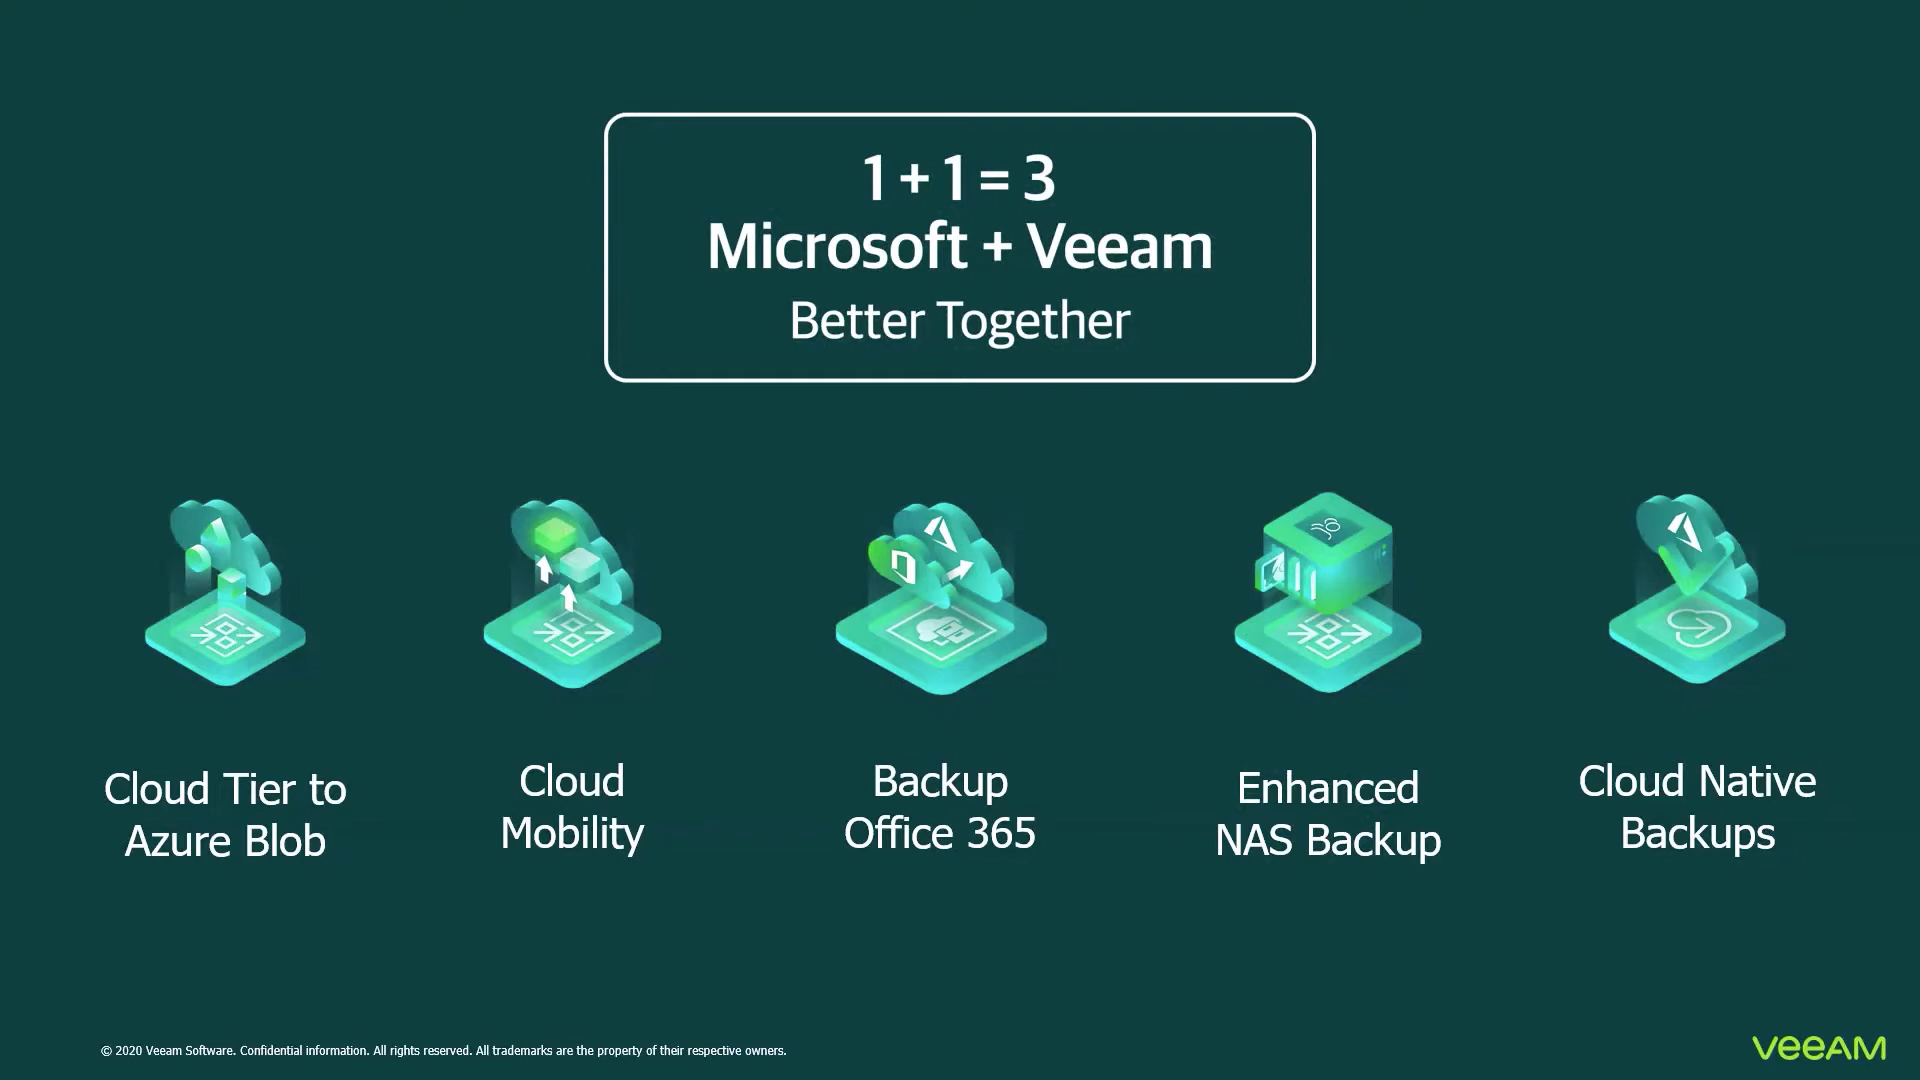 1 + 1 = 3
Microsoft + Veeam
Better Together
Cloud Tier to
Azure Blob
Cloud
Mobility
Backup
Office 365
Enhanced
NAS Backup
Cloud Native
Backups
© 2020 Veeam Software. Confidential information. All rights reserved. All trademarks are the property of their respective owners.
VEEAM